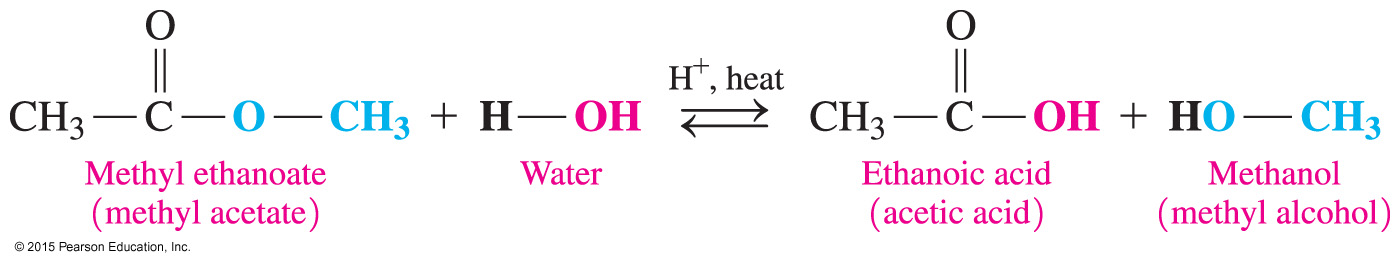 O O
|| ||
CH₃ — C — O — CH₃ + H — OH ⇌ H⁺, heat CH₃ — C — OH + HO — CH₃
Methyl ethanoate Water Ethanoic acid Methanol
(methyl acetate) (acetic acid) (methyl alcohol)
© 2015 Pearson Education, Inc.